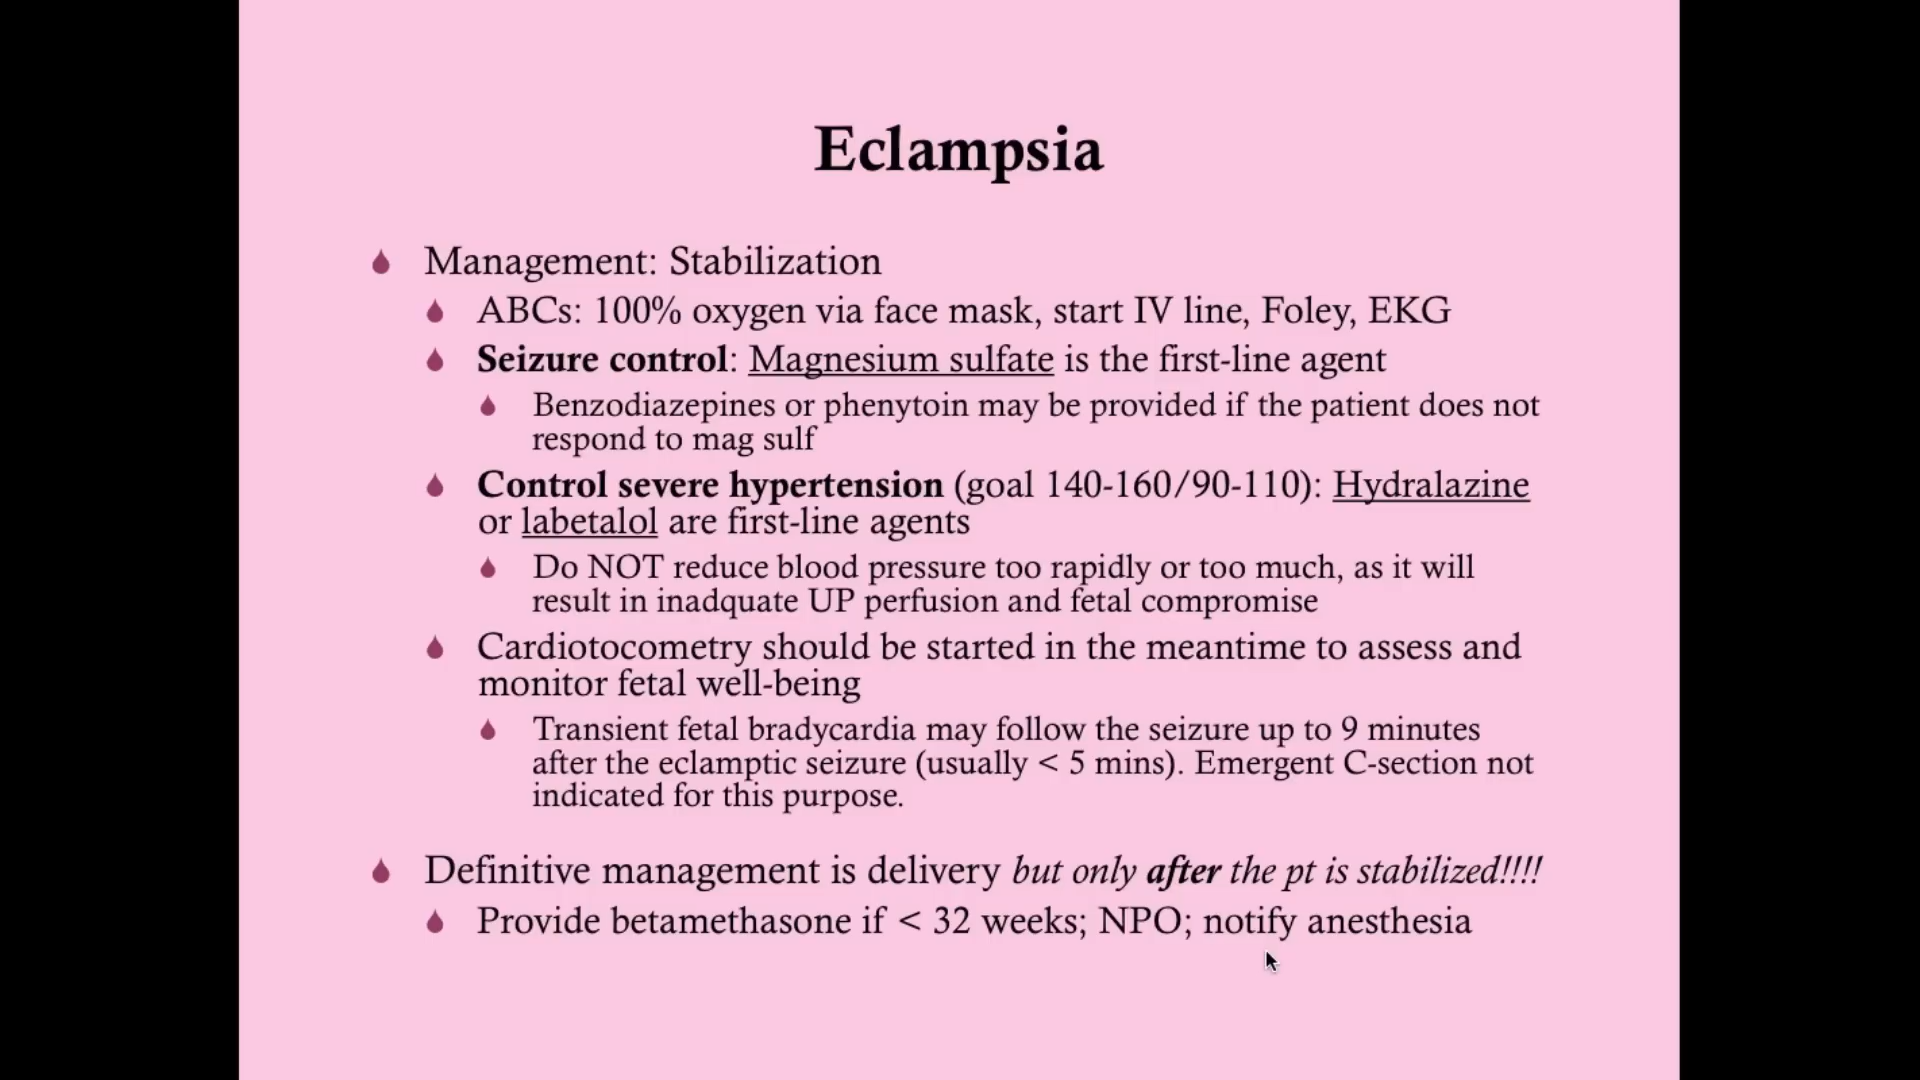 Eclampsia
Management: Stabilization
ABCs: 100% oxygen via face mask, start IV line, Foley, EKG
Seizure control: Magnesium sulfate is the first-line agent
Benzodiazepines or phenytoin may be provided if the patient does not
respond to mag sulf
Control severe hypertension (goal 140-160/90-110): Hydralazine
or labetalol are first-line agents
Do NOT reduce blood pressure too rapidly or too much, as it will
result in inadquate UP perfusion and fetal compromise
Cardiotocometry should be started in the meantime to assess and
monitor fetal well-being
Transient fetal bradycardia may follow the seizure up to 9 minutes
after the eclamptic seizure (usually < 5 mins). Emergent C-section not
indicated for this purpose.
Definitive management is delivery but only after the pt is stabilized!!!!
Provide betamethasone if < 32 weeks; NPO; notify anesthesia